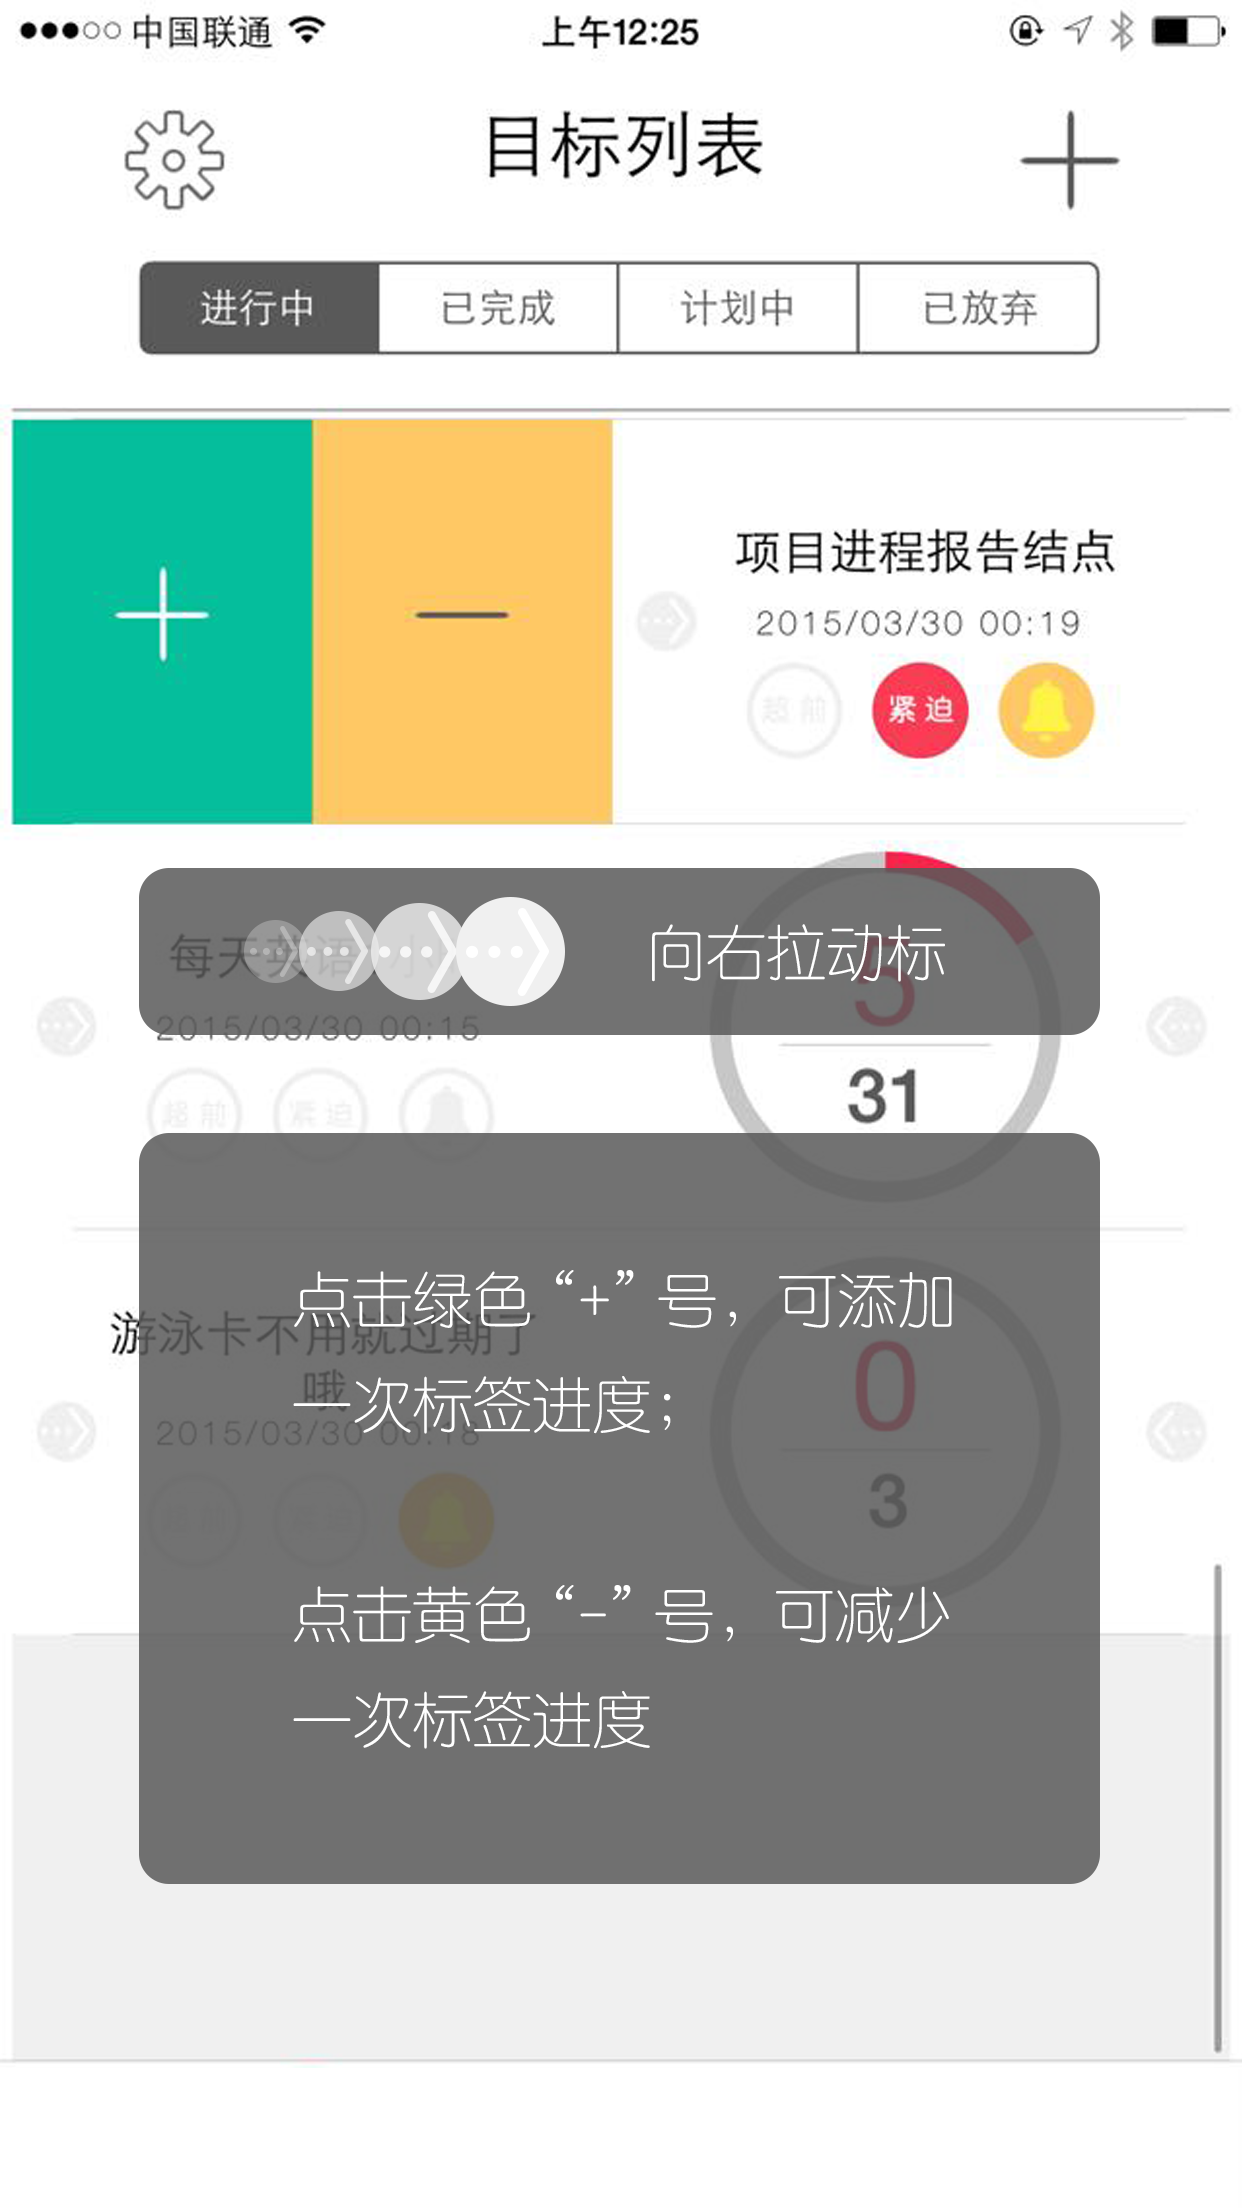 中国联通
上午12:25
目标列表
进行中
已完成
计划中
已放弃
项目进程报告结点
2015/03/30 00:19
超前
紧迫
向右拉动标
每天英语
2015/03/30 00:15
5
31
超前
紧迫
点击绿色“+”号，可添加
一次标签进度；
游泳卡不用就过期了
哦
2015/03/30 00:18
0
3
点击黄色“-”号，可减少
一次标签进度